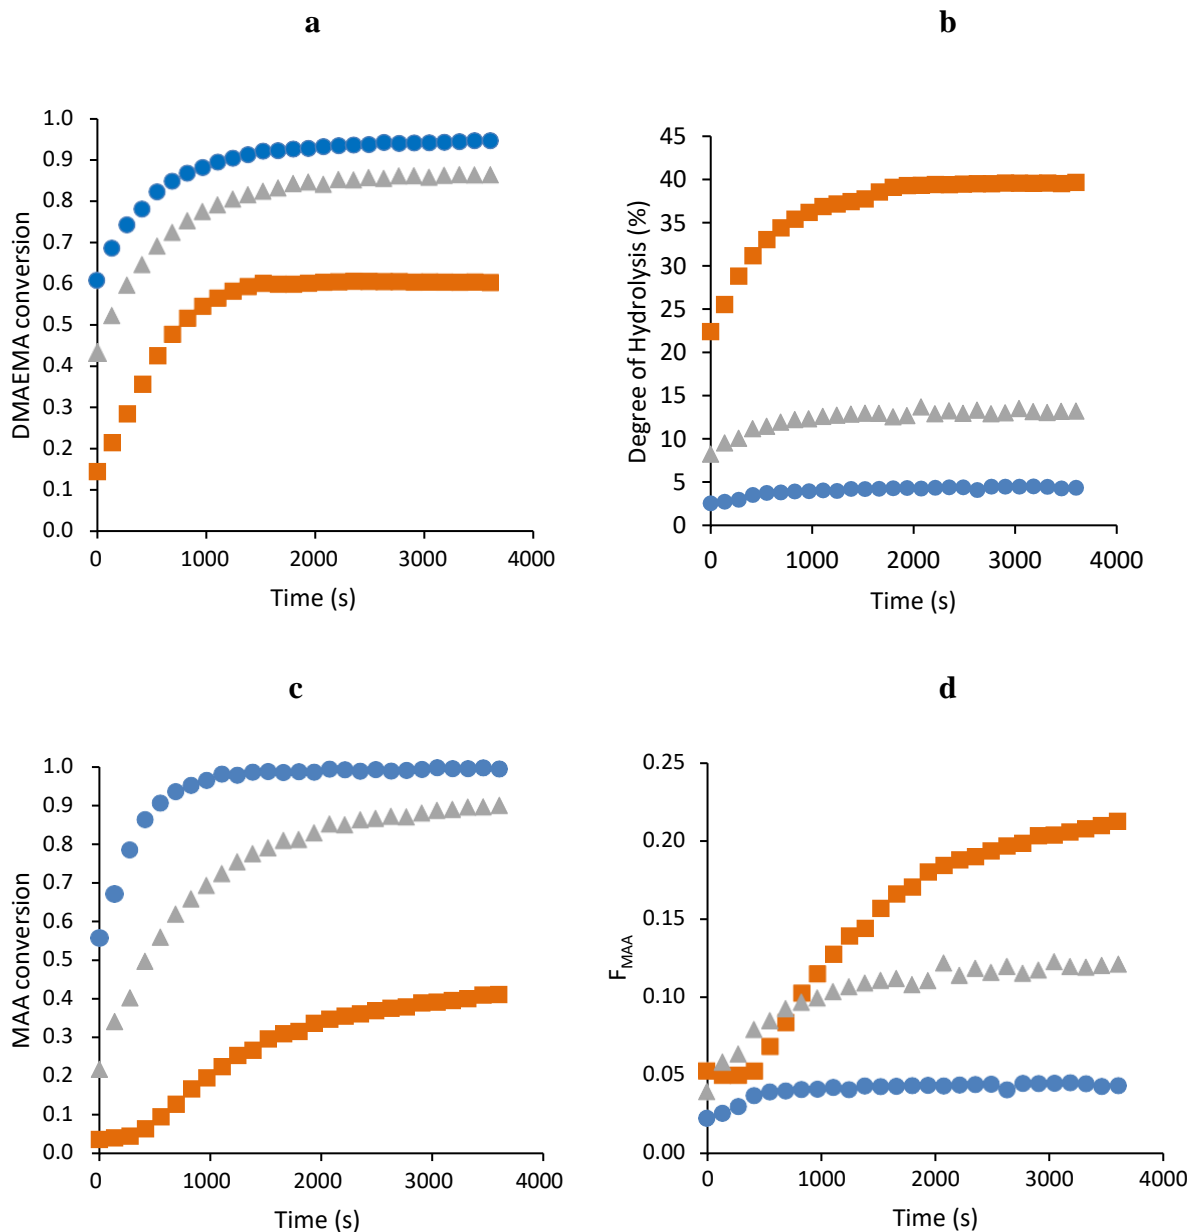 a
DMAEMA conversion
1.0
0.9
0.8
0.7
0.6
0.5
0.4
0.3
0.2
0.1
0.0
0 1000 2000 3000 4000
Time (s)
b
Degree of Hydrolysis (%)
45
40
35
30
25
20
15
10
5
0
0 1000 2000 3000 4000
Time (s)
c
MAA conversion
1.0
0.9
0.8
0.7
0.6
0.5
0.4
0.3
0.2
0.1
0.0
0 1000 2000 3000 4000
Time (s)
d
F_MAA
0.25
0.20
0.15
0.10
0.05
0.00
0 1000 2000 3000 4000
Time (s)